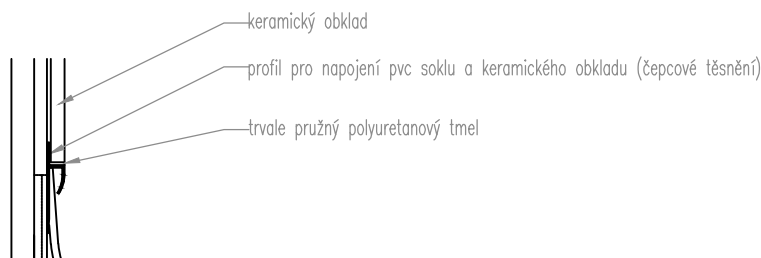 keramický obklad
profil pro napojení pvc soklu a keramického obkladu (čepcové těsnění)
trvale pružný polyuretanový tmel